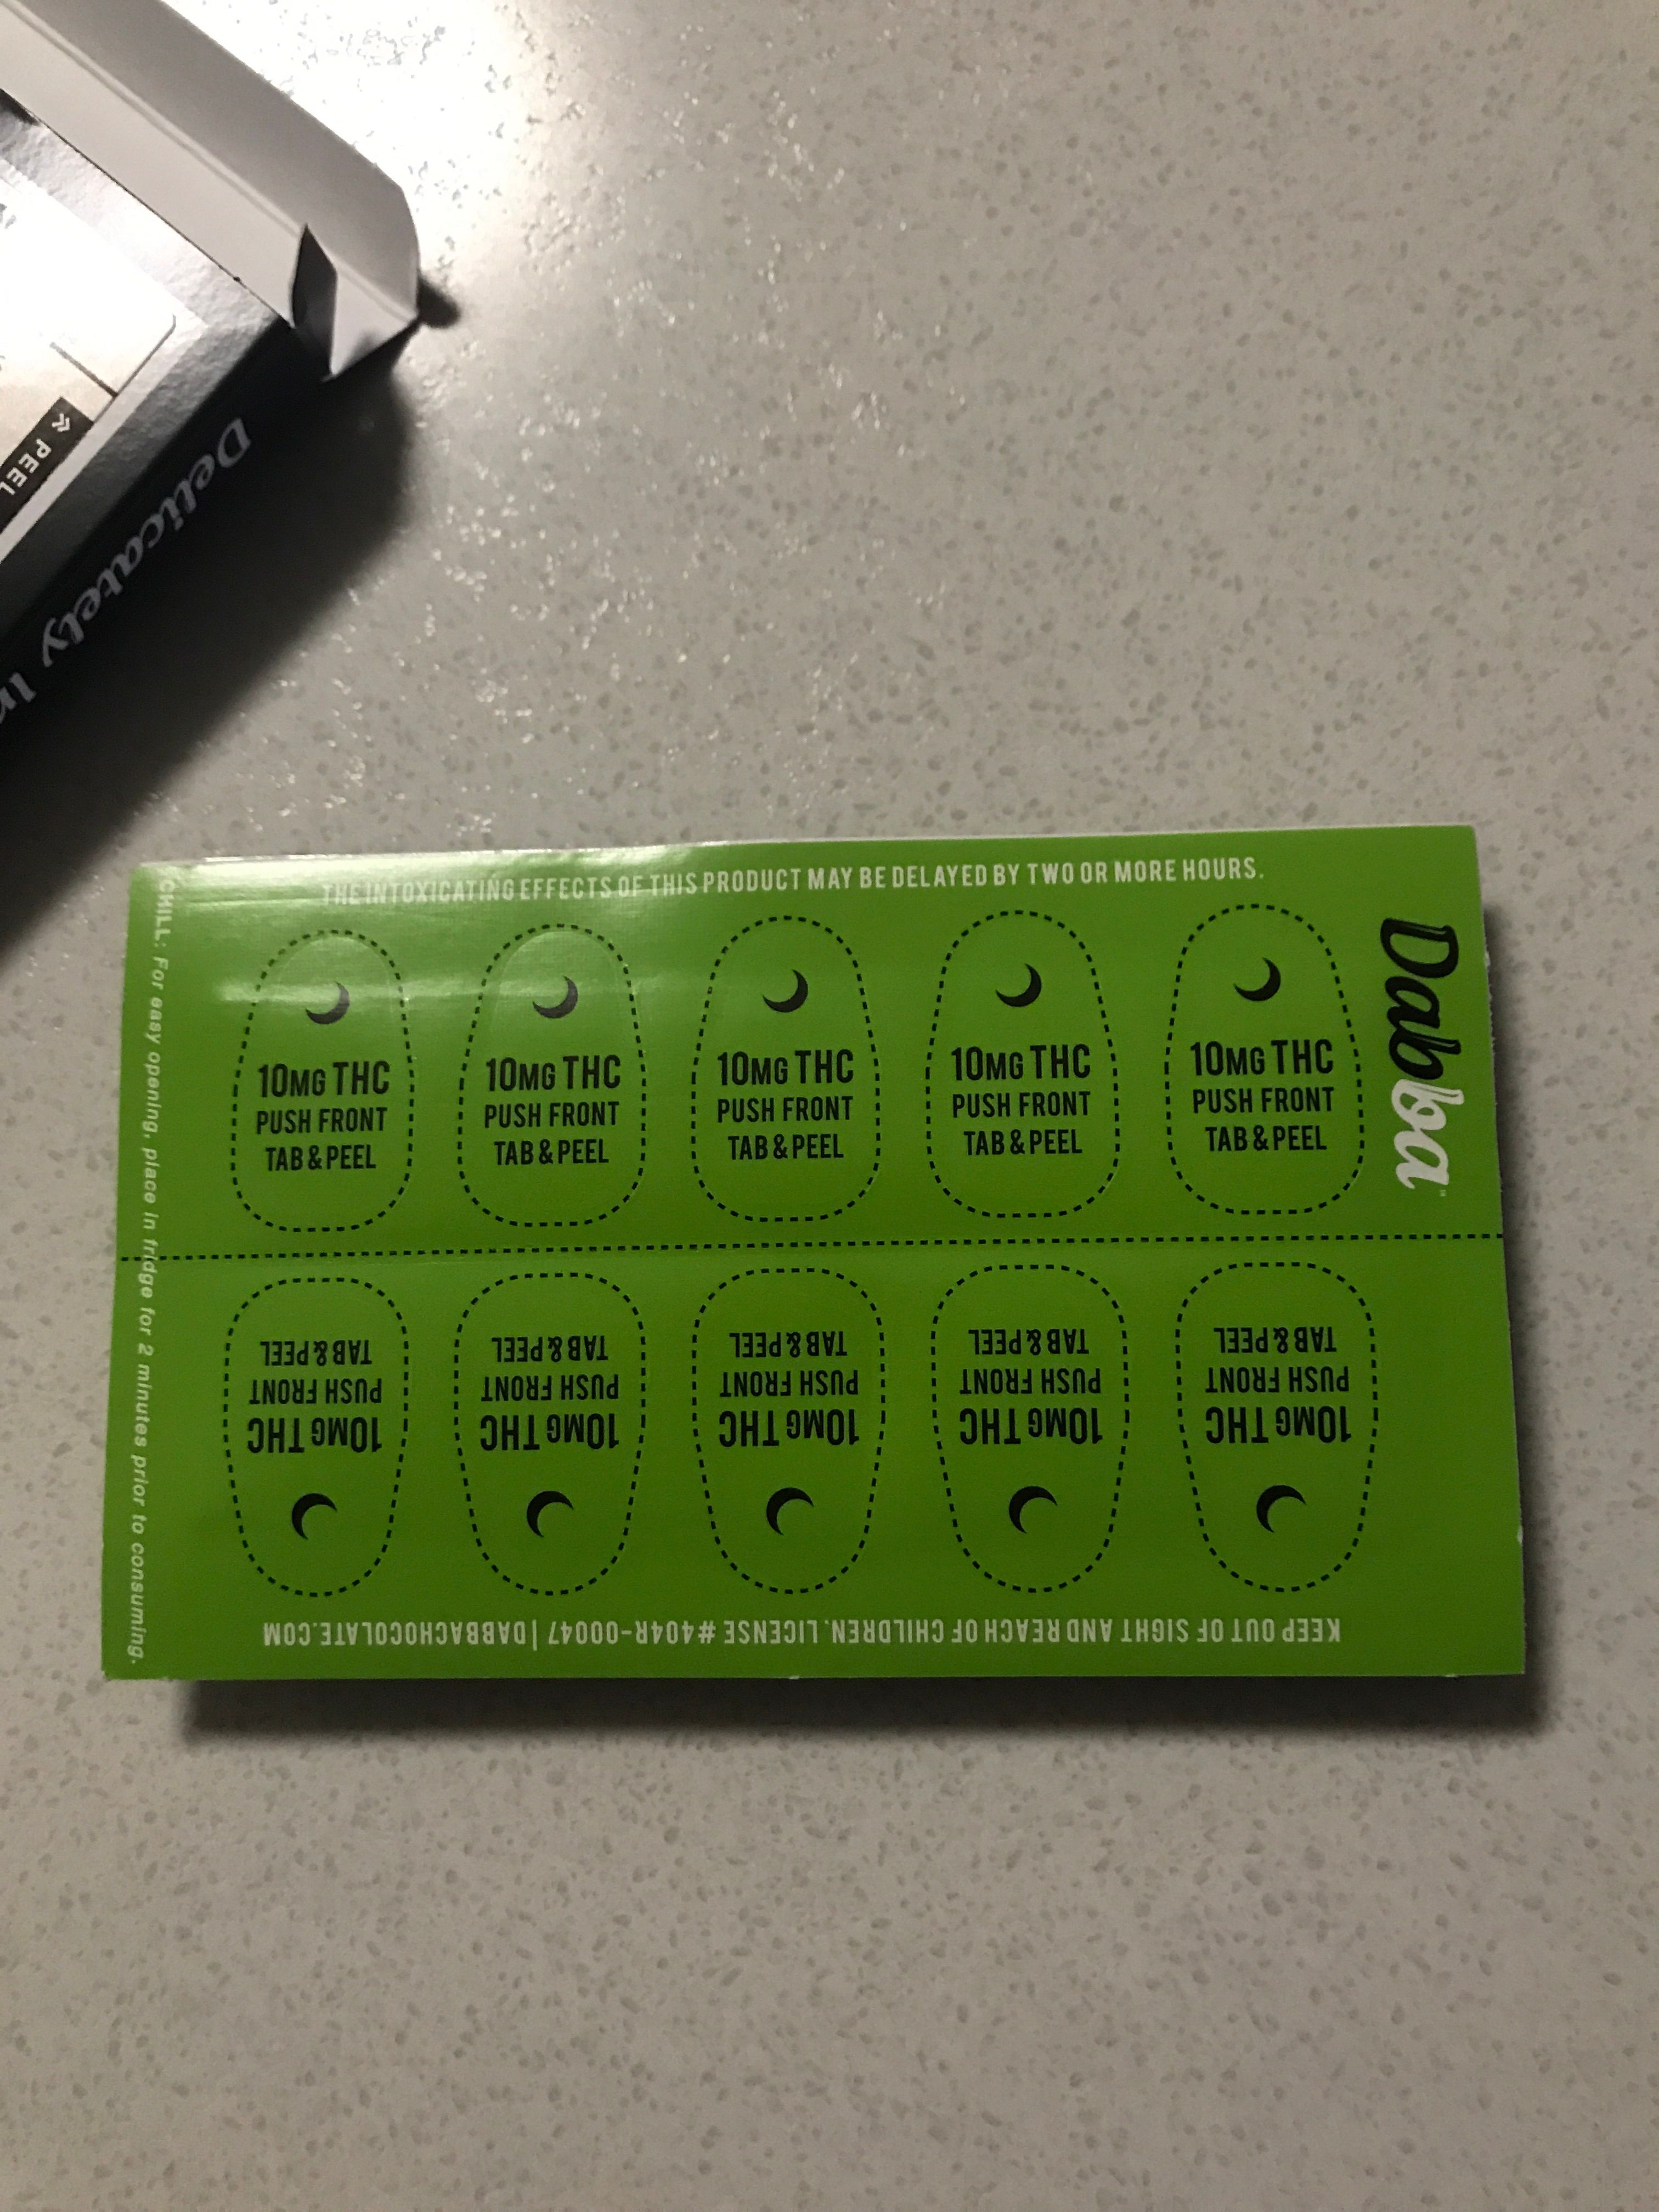 PEEL
Delicately
THE INTOXICATING EFFECTS OF THIS PRODUCT MAY BE DELAYED BY TWO OR MORE HOURS.
Dabba™
CHILL: For easy opening, place in fridge for 2 minutes prior to consuming.
10MG THC
PUSH FRONT
TAB & PEEL
10MG THC
PUSH FRONT
TAB & PEEL
10MG THC
PUSH FRONT
TAB & PEEL
10MG THC
PUSH FRONT
TAB & PEEL
10MG THC
PUSH FRONT
TAB & PEEL
10MG THC
PUSH FRONT
TAB & PEEL
10MG THC
PUSH FRONT
TAB & PEEL
10MG THC
PUSH FRONT
TAB & PEEL
10MG THC
PUSH FRONT
TAB & PEEL
10MG THC
PUSH FRONT
TAB & PEEL
KEEP OUT OF SIGHT AND REACH OF CHILDREN. LICENSE #404R-00047 | DABBACHOCOLATE.COM